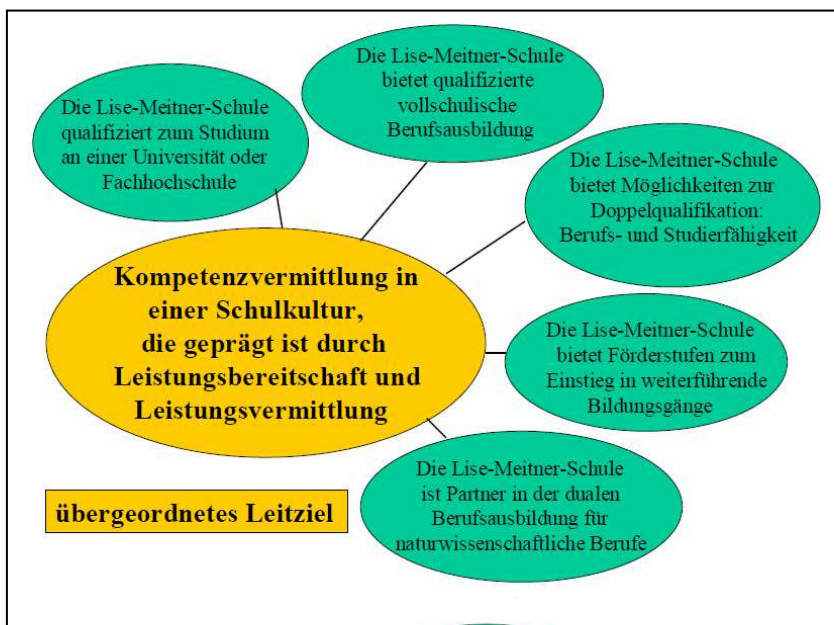 Die Lise-Meitner-Schule
bietet qualifizierte
vollschulische
Berufsausbildung
Die Lise-Meitner-Schule
qualifiziert zum Studium
an einer Universität oder
Fachhochschule
Die Lise-Meitner-Schule
bietet Möglichkeiten zur
Doppelqualifikation:
Berufs- und Studierfähigkeit
Kompetenzvermittlung in
einer Schulkultur,
die geprägt ist durch
Leistungsbereitschaft und
Leistungsvermittlung
Die Lise-Meitner-Schule
bietet Förderstufen zum
Einstieg in weiterführende
Bildungsgänge
Die Lise-Meitner-Schule
ist Partner in der dualen
Berufsausbildung für
naturwissenschaftliche Berufe
übergeordnetes Leitziel